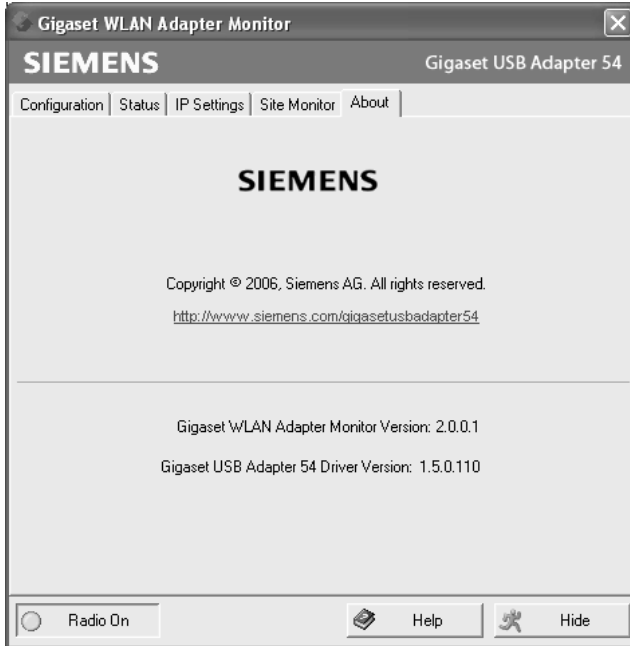 Gigaset WLAN Adapter Monitor
SIEMENS Gigaset USB Adapter 54
Configuration Status IP Settings Site Monitor About
SIEMENS
Copyright © 2006, Siemens AG. All rights reserved.
http://www.siemens.com/gigasetusbadapter54
Gigaset WLAN Adapter Monitor Version: 2.0.0.1
Gigaset USB Adapter 54 Driver Version: 1.5.0.110
Radio On Help Hide